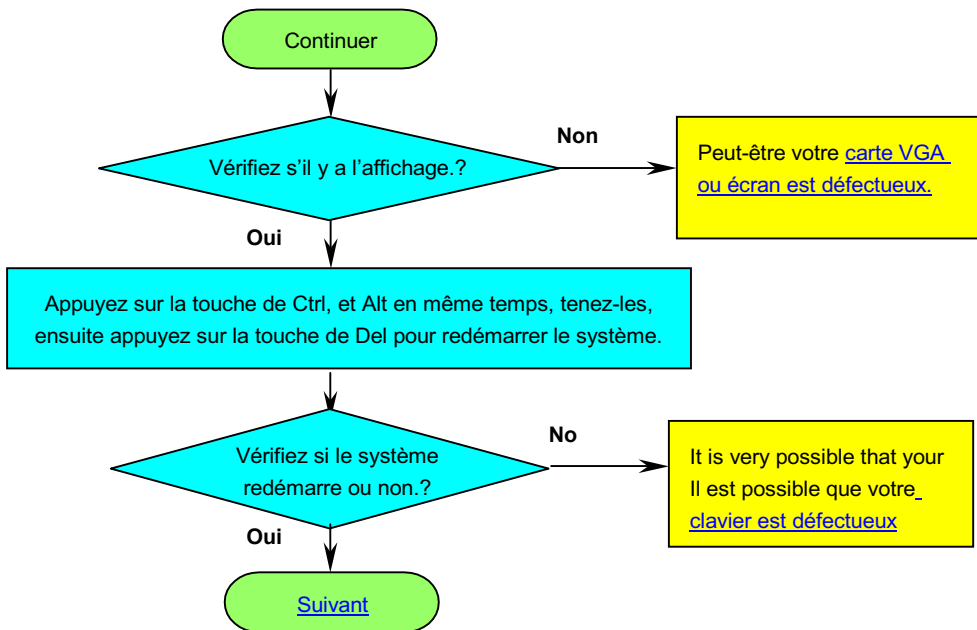 Continuer
Vérifiez s’il y a l’affichage.?
Non
Peut-être votre carte VGA
ou écran est défectueux.
Oui
Appuyez sur la touche de Ctrl, et Alt en même temps, tenez-les,
ensuite appuyez sur la touche de Del pour redémarrer le système.
Vérifiez si le système
redémarre ou non.?
No
It is very possible that your
Il est possible que votre
clavier est défectueux
Oui
Suivant